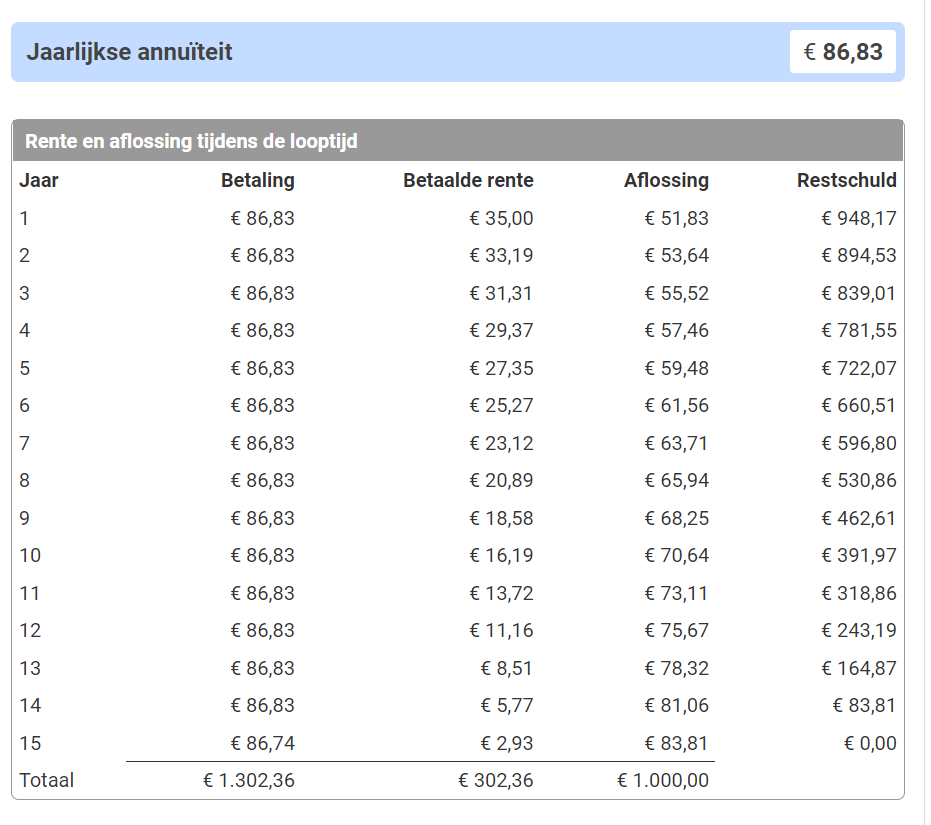 Jaarlijkse annuïteit € 86,83
Rente en aflossing tijdens de looptijd
Jaar Betaling Betaalde rente Aflossing Restschuld
1 € 86,83 € 35,00 € 51,83 € 948,17
2 € 86,83 € 33,19 € 53,64 € 894,53
3 € 86,83 € 31,31 € 55,52 € 839,01
4 € 86,83 € 29,37 € 57,46 € 781,55
5 € 86,83 € 27,35 € 59,48 € 722,07
6 € 86,83 € 25,27 € 61,56 € 660,51
7 € 86,83 € 23,12 € 63,71 € 596,80
8 € 86,83 € 20,89 € 65,94 € 530,86
9 € 86,83 € 18,58 € 68,25 € 462,61
10 € 86,83 € 16,19 € 70,64 € 391,97
11 € 86,83 € 13,72 € 73,11 € 318,86
12 € 86,83 € 11,16 € 75,67 € 243,19
13 € 86,83 € 8,51 € 78,32 € 164,87
14 € 86,83 € 5,77 € 81,06 € 83,81
15 € 86,74 € 2,93 € 83,81 € 0,00
Totaal € 1.302,36 € 302,36 € 1.000,00